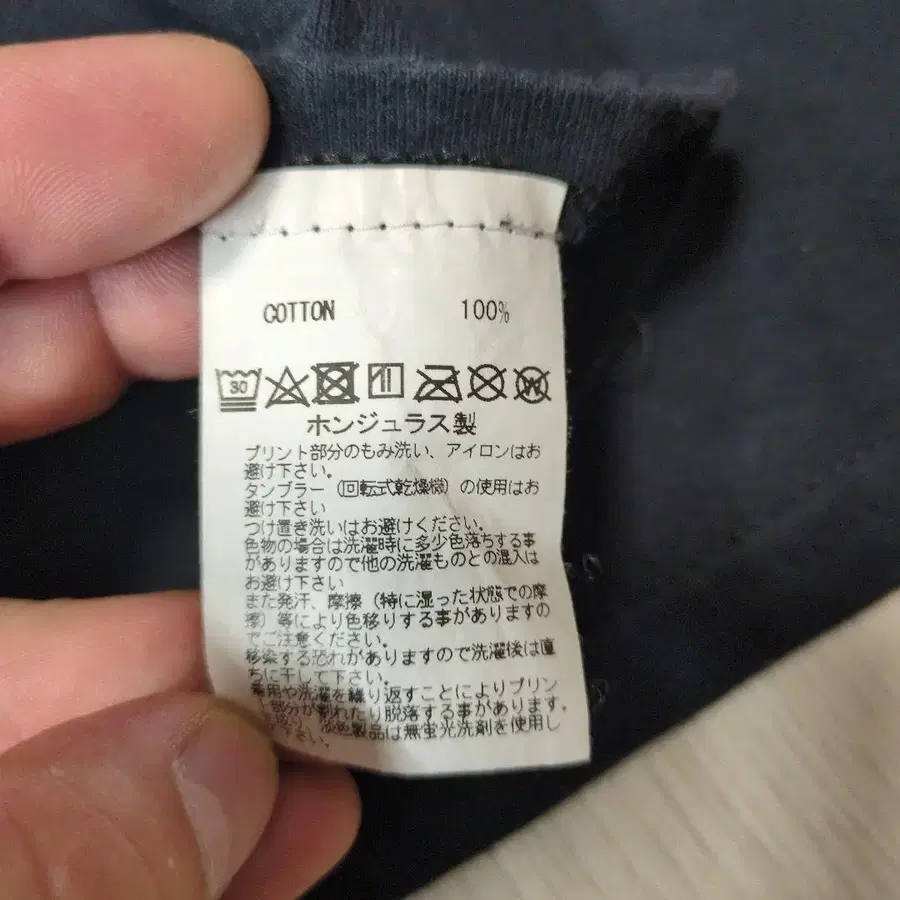 COTTON 100%
30
W
ホンジュラス製
プリント部分のもみ洗い、アイロンはお
避け下さい。
タンブラー（回転式乾燥機）の使用はお
避け下さい
つけ置き洗いはお避けください。
色物の場合は洗濯時に多少色落ちする事
がありますので他の洗濯ものとの混入は
お避け下さい
また発汗、摩擦（特に湿った状態での摩
擦）等により色移りする事がありますの
でご注意ください。
移染する恐れがありますので洗濯後は直
ちに干して下さい。
着用や洗濯を繰り返すことによりプリン
部分が割れたり脱落する事があります。
淡色製品は無蛍光洗剤を使用し
下さい。